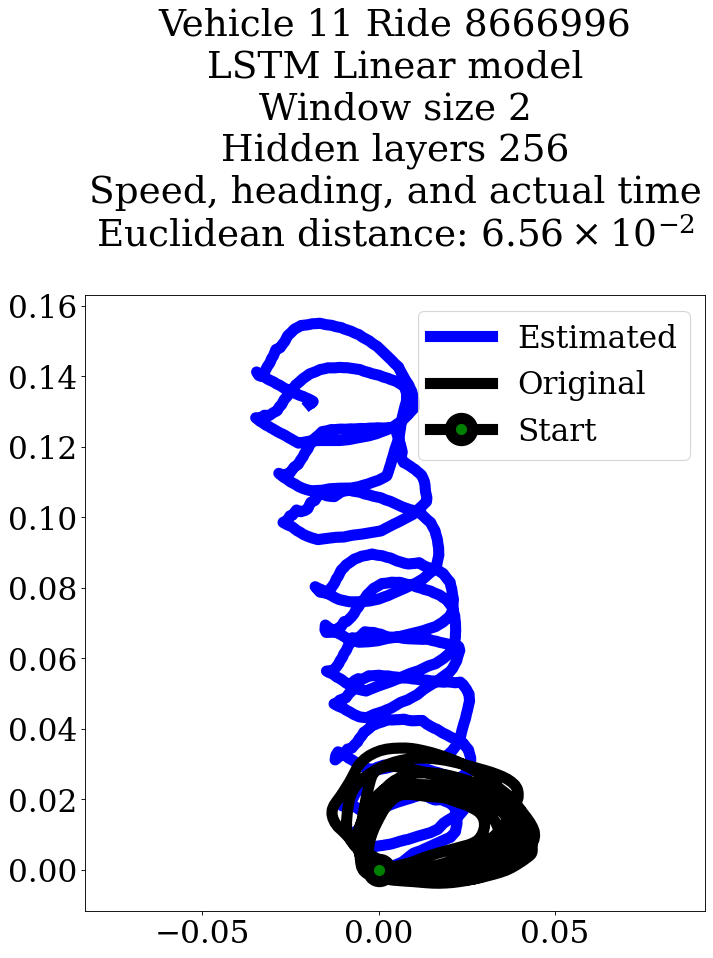 Vehicle 11 Ride 8666996
LSTM Linear model
Window size 2
Hidden layers 256
Speed, heading, and actual time
Euclidean distance: 6.56 × 10⁻²
Estimated
Original
Start
0.16
0.14
0.12
0.10
0.08
0.06
0.04
0.02
0.00
−0.05 0.00 0.05